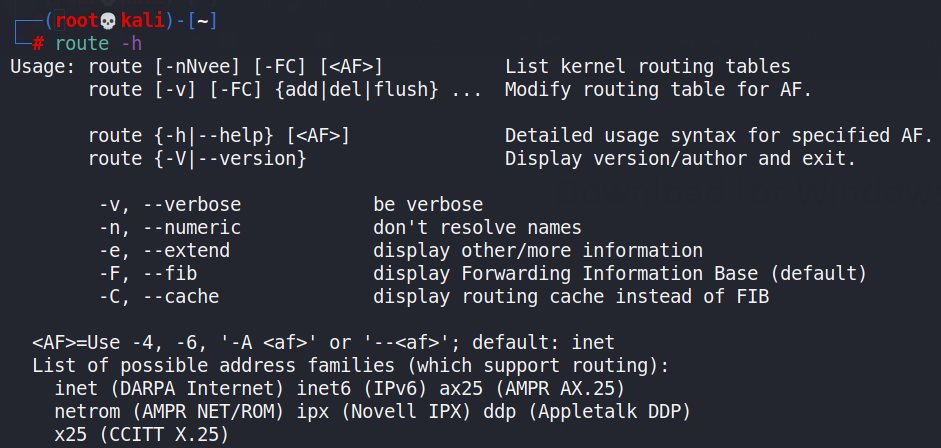 ┌──(root💀kali)-[~]
└─# route -h
Usage: route [-nNvee] [-FC] [<AF>]           List kernel routing tables
       route [-v] [-FC] {add|del|flush} ...  Modify routing table for AF.
       route {-h|--help} [<AF>]              Detailed usage syntax for specified AF.
       route {-V|--version}                  Display version/author and exit.
        -v, --verbose            be verbose
        -n, --numeric            don't resolve names
        -e, --extend             display other/more information
        -F, --fib                display Forwarding Information Base (default)
        -C, --cache              display routing cache instead of FIB
  <AF>=Use -4, -6, '-A <af>' or '--<af>'; default: inet
  List of possible address families (which support routing):
    inet (DARPA Internet) inet6 (IPv6) ax25 (AMPR AX.25)
    netrom (AMPR NET/ROM) ipx (Novell IPX) ddp (Appletalk DDP)
    x25 (CCITT X.25)